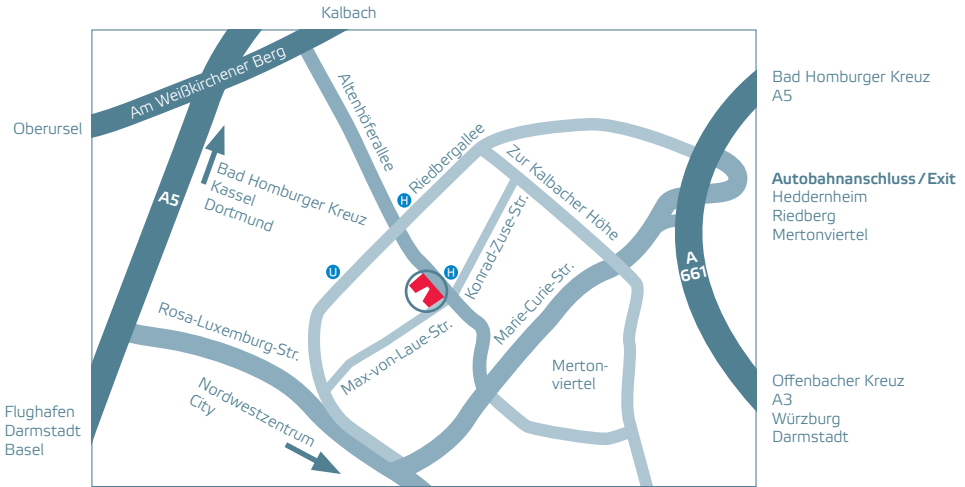 Kalbach
Am Weißkirchener Berg
Oberursel
Altenhöferallee
Riedbergallee
Zur Kalbacher Höhe
Bad Homburger Kreuz
A5
Autobahnanschluss / Exit
Heddernheim
Riedberg
Mertonviertel
A5
Bad Homburger Kreuz
Kassel
Dortmund
H
U
H
Konrad-Zuse-Str.
Marie-Curie-Str.
A
661
Rosa-Luxemburg-Str.
Max-von-Laue-Str.
Merton-
viertel
Nordwestzentrum
City
Flughafen
Darmstadt
Basel
Offenbacher Kreuz
A3
Würzburg
Darmstadt